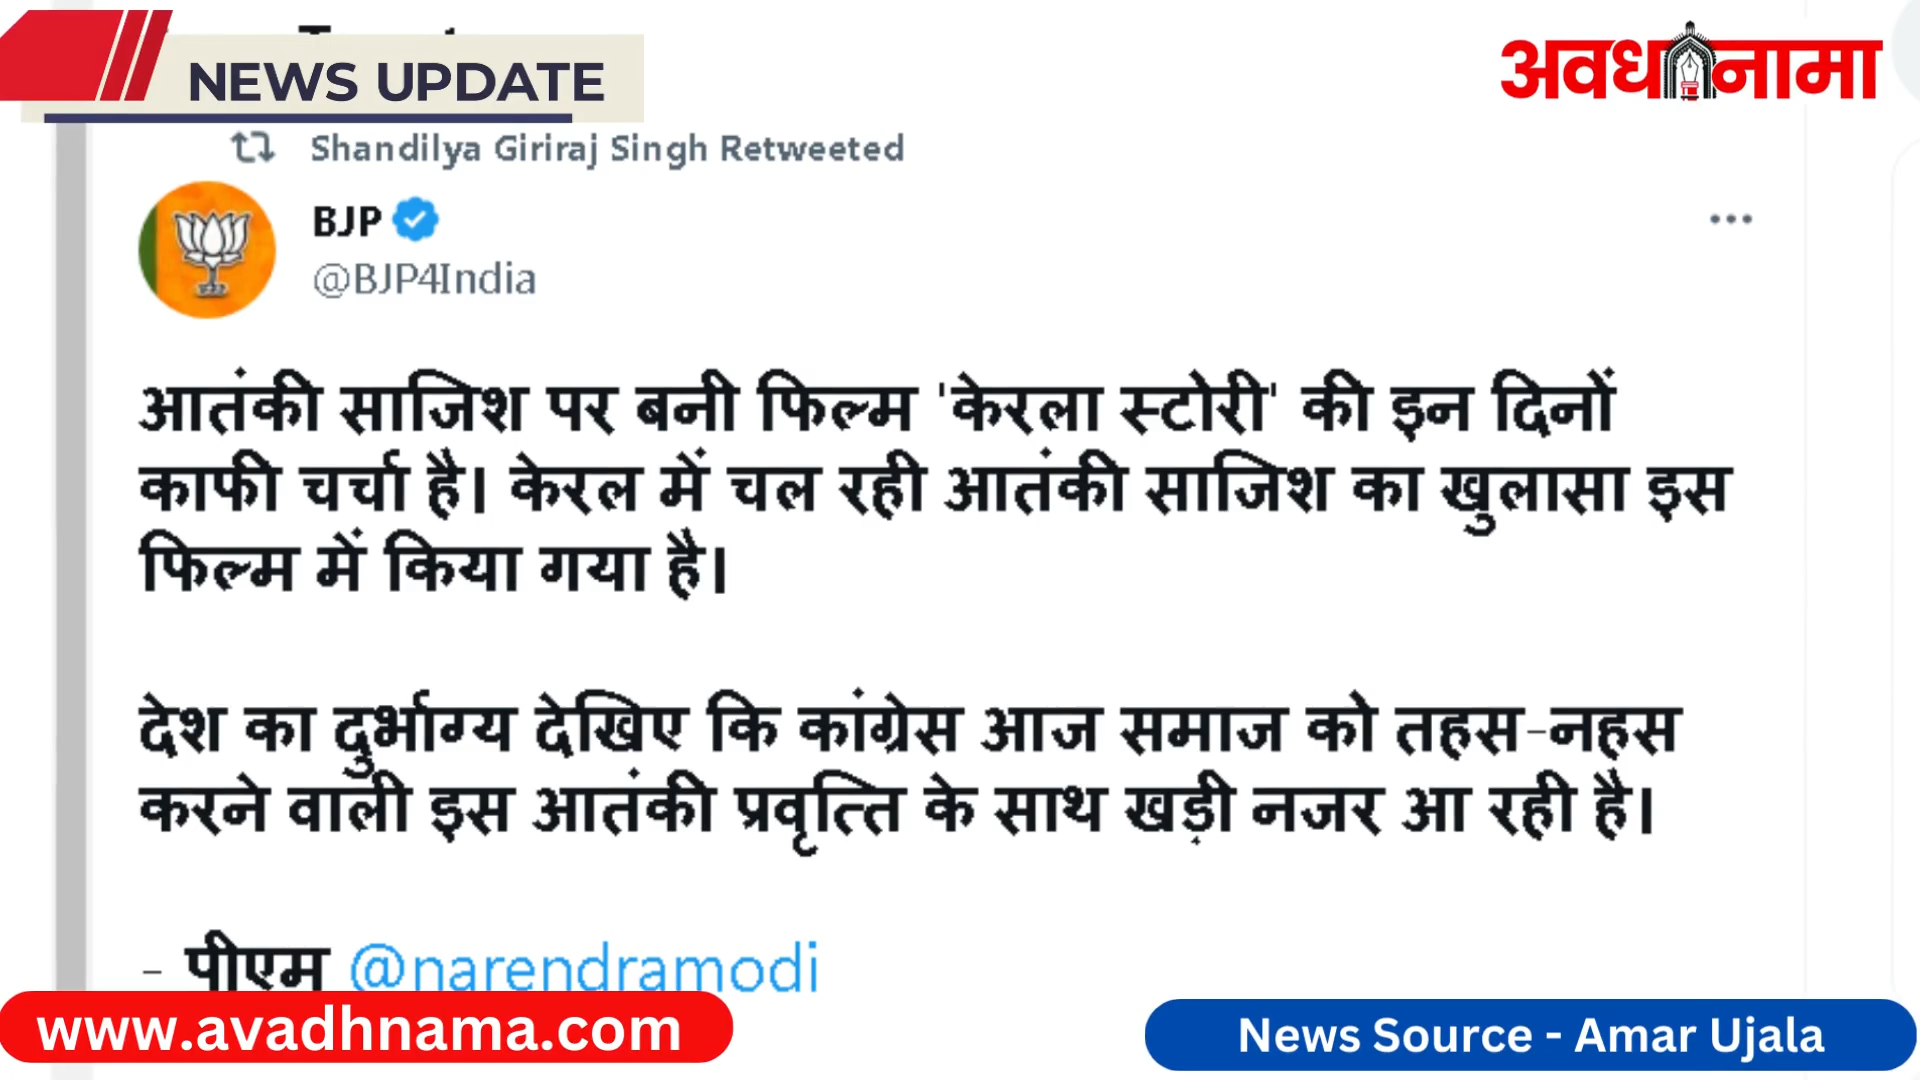 NEWS UPDATE
अवधनामा
Shandilya Giriraj Singh Retweeted
BJP
@BJP4India
आतंकी साजिश पर बनी फिल्म 'केरला स्टोरी' की इन दिनों
काफी चर्चा है। केरल में चल रही आतंकी साजिश का खुलासा इस
फिल्म में किया गया है।
देश का दुर्भाग्य देखिए कि कांग्रेस आज समाज को तहस-नहस
करने वाली इस आतंकी प्रवृत्ति के साथ खड़ी नजर आ रही है।
- पीएम @narendramodi
www.avadhnama.com
News Source - Amar Ujala